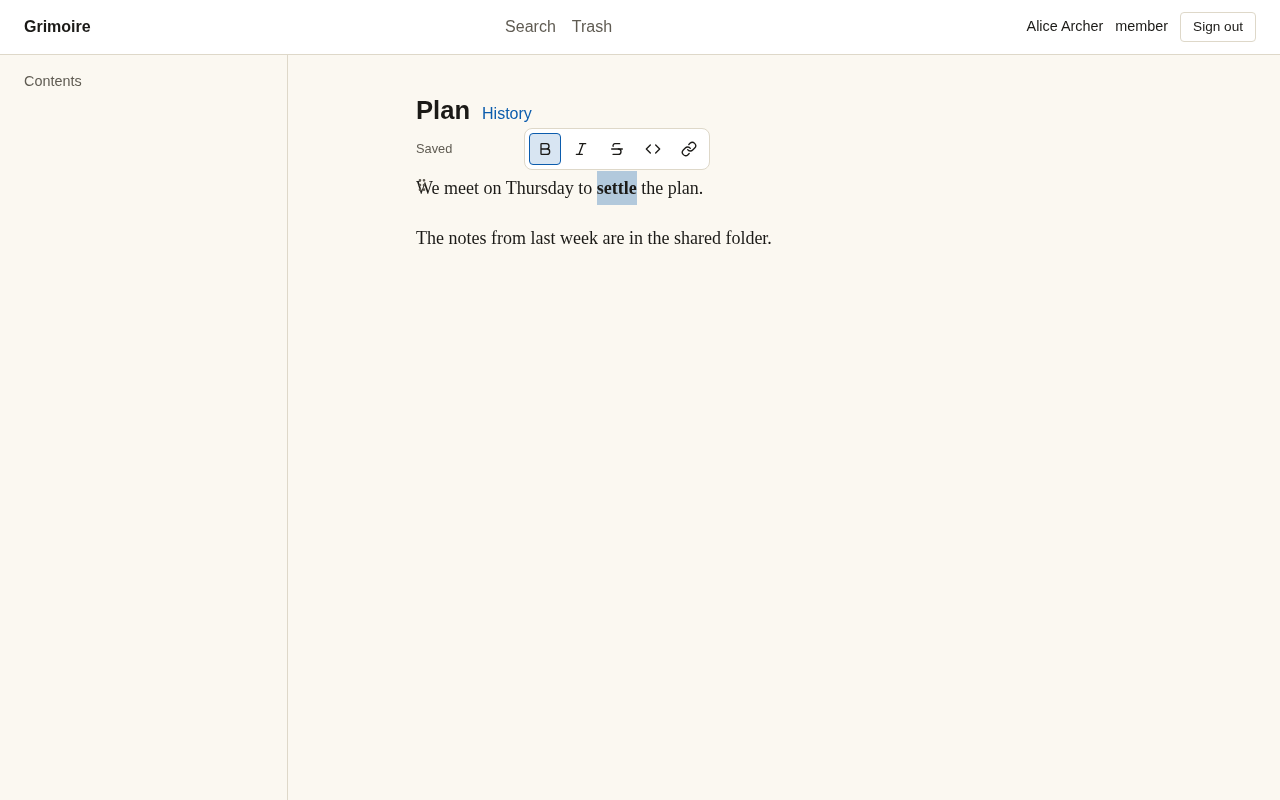 Grimoire
Search Trash
Alice Archer member Sign out
Contents
Plan History
Saved
We meet on Thursday to settle the plan.
The notes from last week are in the shared folder.